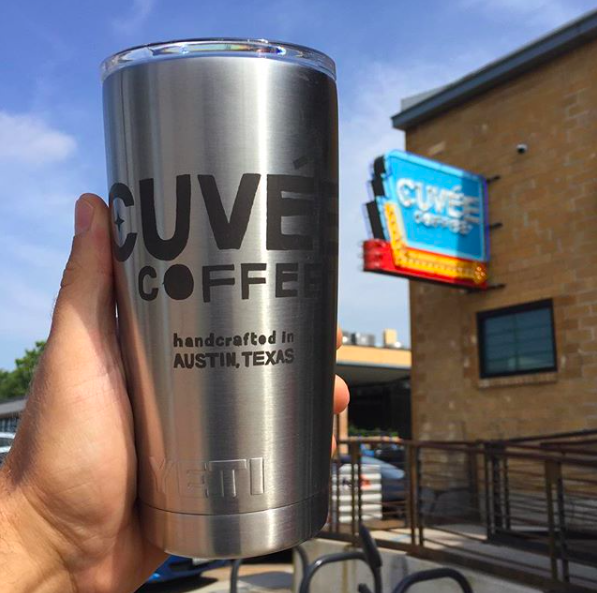 CUVÉE
COFFEE
handcrafted in
AUSTIN, TEXAS
YETI
CUVÉE
COFFEE